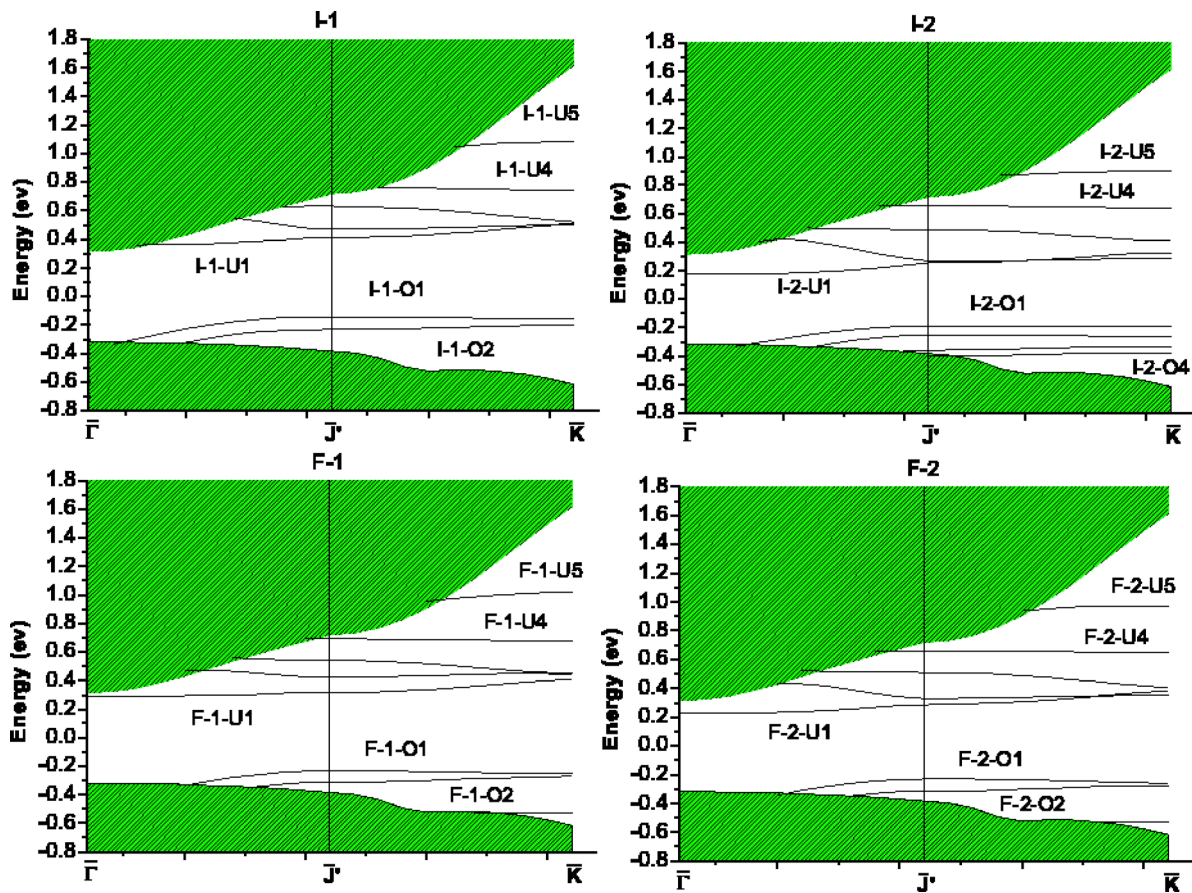 I-1
1.8
1.6
1.4
1.2
1.0
0.8
0.6
0.4
0.2
0.0
-0.2
-0.4
-0.6
-0.8
Energy (ev)
I-1-U5
I-1-U4
I-1-U1
I-1-O1
I-1-O2
Γ̅ J̅' K̅
I-2
1.8
1.6
1.4
1.2
1.0
0.8
0.6
0.4
0.2
0.0
-0.2
-0.4
-0.6
-0.8
Energy (ev)
I-2-U5
I-2-U4
I-2-U1
I-2-O1
I-2-O4
Γ̅ J̅' K̅
F-1
1.8
1.6
1.4
1.2
1.0
0.8
0.6
0.4
0.2
0.0
-0.2
-0.4
-0.6
-0.8
Energy (ev)
F-1-U5
F-1-U4
F-1-U1
F-1-O1
F-1-O2
Γ̅ J̅' K̅
F-2
1.8
1.6
1.4
1.2
1.0
0.8
0.6
0.4
0.2
0.0
-0.2
-0.4
-0.6
-0.8
Energy (ev)
F-2-U5
F-2-U4
F-2-U1
F-2-O1
F-2-O2
Γ̅ J̅' K̅